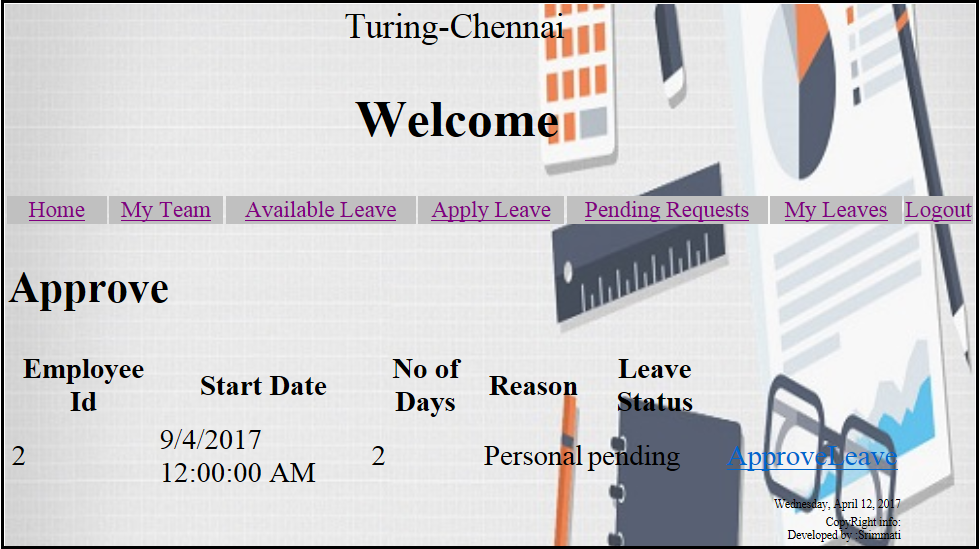 Turing-Chennai
Welcome
Home My Team Available Leave Apply Leave Pending Requests My Leaves Logout
Approve
Employee Id Start Date No of Days Reason Leave Status
2 9/4/2017 12:00:00 AM 2 Personal pending ApproveLeave
Wednesday, April 12, 2017
CopyRight info:
Developed by :Srimmati